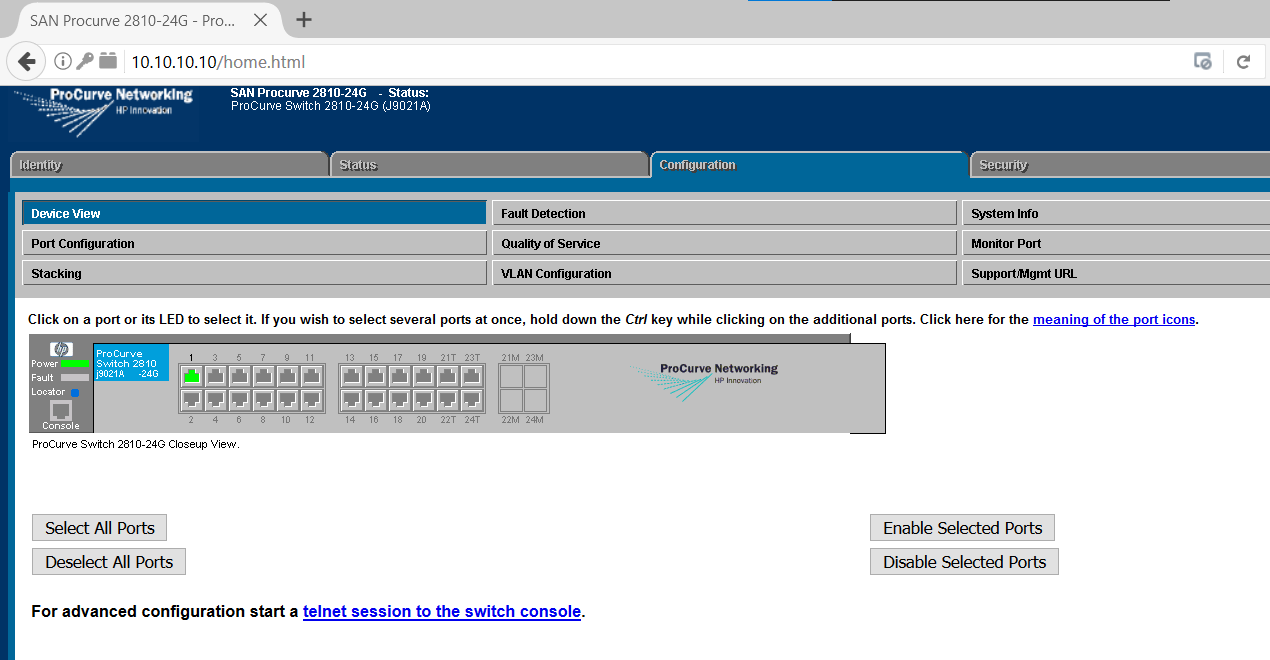 SAN Procurve 2810-24G - Pro...
10.10.10.10/home.html
ProCurve Networking
HP Innovation
SAN Procurve 2810-24G - Status:
ProCurve Switch 2810-24G (J9021A)
Identity Status Configuration Security
Device View Fault Detection System Info
Port Configuration Quality of Service Monitor Port
Stacking VLAN Configuration Support/Mgmt URL
Click on a port or its LED to select it. If you wish to select several ports at once, hold down the Ctrl key while clicking on the additional ports. Click here for the meaning of the port icons.
hp
Power
Fault
Locator
Console
ProCurve
Switch 2810
J9021A -24G
1 3 5 7 9 11 13 15 17 19 21T 23T 21M 23M
2 4 6 8 10 12 14 16 18 20 22T 24T 22M 24M
ProCurve Networking
HP Innovation
ProCurve Switch 2810-24G Closeup View.
Select All Ports Enable Selected Ports
Deselect All Ports Disable Selected Ports
For advanced configuration start a telnet session to the switch console.